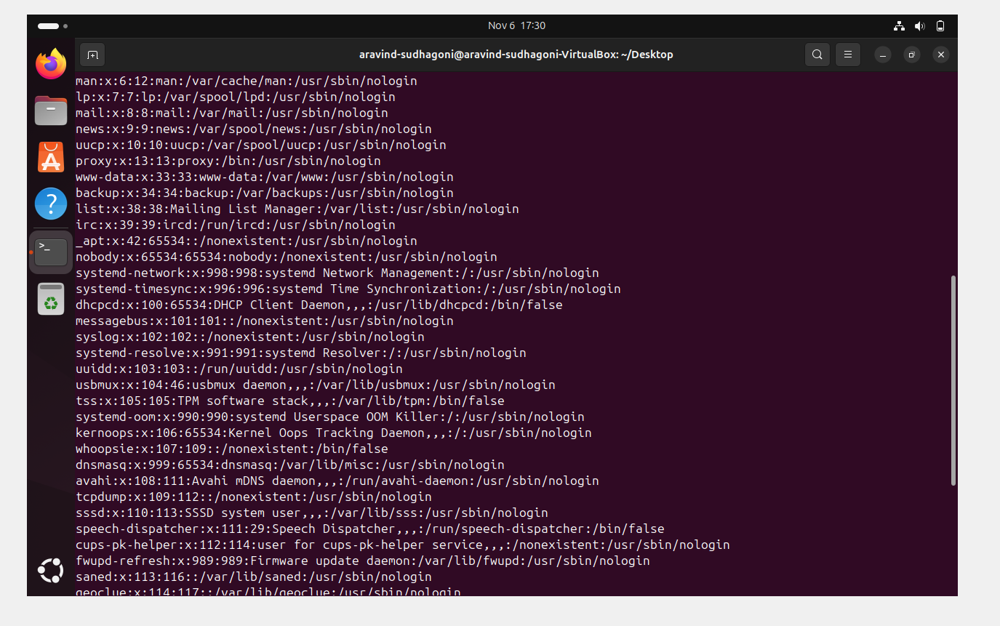 Nov 6 17:30
aravind-sudhagoni@aravind-sudhagoni-VirtualBox: ~/Desktop
man:x:6:12:man:/var/cache/man:/usr/sbin/nologin
lp:x:7:7:lp:/var/spool/lpd:/usr/sbin/nologin
mail:x:8:8:mail:/var/mail:/usr/sbin/nologin
news:x:9:9:news:/var/spool/news:/usr/sbin/nologin
uucp:x:10:10:uucp:/var/spool/uucp:/usr/sbin/nologin
proxy:x:13:13:proxy:/bin:/usr/sbin/nologin
www-data:x:33:33:www-data:/var/www:/usr/sbin/nologin
backup:x:34:34:backup:/var/backups:/usr/sbin/nologin
list:x:38:38:Mailing List Manager:/var/list:/usr/sbin/nologin
irc:x:39:39:ircd:/run/ircd:/usr/sbin/nologin
_apt:x:42:65534::/nonexistent:/usr/sbin/nologin
nobody:x:65534:65534:nobody:/nonexistent:/usr/sbin/nologin
systemd-network:x:998:998:systemd Network Management:/:/usr/sbin/nologin
systemd-timesync:x:996:996:systemd Time Synchronization:/:/usr/sbin/nologin
dhcpcd:x:100:65534:DHCP Client Daemon,,,:/usr/lib/dhcpcd:/bin/false
messagebus:x:101:101::/nonexistent:/usr/sbin/nologin
syslog:x:102:102::/nonexistent:/usr/sbin/nologin
systemd-resolve:x:991:991:systemd Resolver:/:/usr/sbin/nologin
uuidd:x:103:103::/run/uuidd:/usr/sbin/nologin
usbmux:x:104:46:usbmux daemon,,,:/var/lib/usbmux:/usr/sbin/nologin
tss:x:105:105:TPM software stack,,,:/var/lib/tpm:/bin/false
systemd-oom:x:990:990:systemd Userspace OOM Killer:/:/usr/sbin/nologin
kernoops:x:106:65534:Kernel Oops Tracking Daemon,,,:/:/usr/sbin/nologin
whoopsie:x:107:109::/nonexistent:/bin/false
dnsmasq:x:999:65534:dnsmasq:/var/lib/misc:/usr/sbin/nologin
avahi:x:108:111:Avahi mDNS daemon,,,:/run/avahi-daemon:/usr/sbin/nologin
tcpdump:x:109:112::/nonexistent:/usr/sbin/nologin
sssd:x:110:113:SSSD system user,,,:/var/lib/sss:/usr/sbin/nologin
speech-dispatcher:x:111:29:Speech Dispatcher,,,:/run/speech-dispatcher:/bin/false
cups-pk-helper:x:112:114:user for cups-pk-helper service,,,:/nonexistent:/usr/sbin/nologin
fwupd-refresh:x:989:989:Firmware update daemon:/var/lib/fwupd:/usr/sbin/nologin
saned:x:113:116::/var/lib/saned:/usr/sbin/nologin
geoclue:x:114:117::/var/lib/geoclue:/usr/sbin/nologin